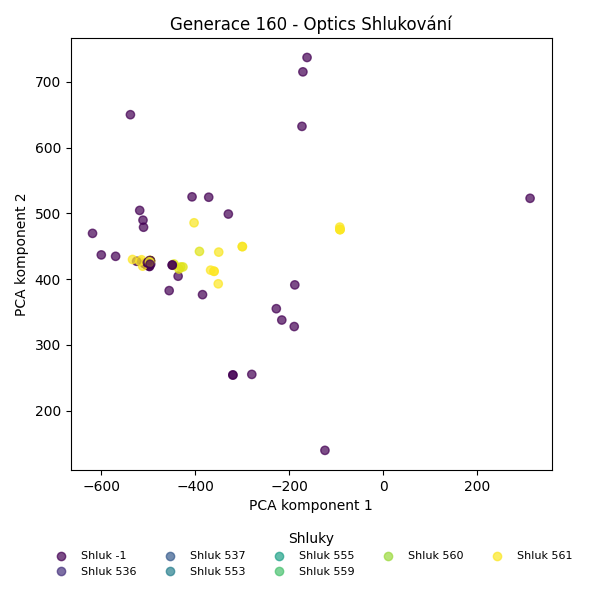 Generace 160 - Optics Shlukování
PCA komponent 2
700
600
500
400
300
200
−600 −400 −200 0 200
PCA komponent 1
Shluky
Shluk -1 Shluk 537 Shluk 555 Shluk 560 Shluk 561
Shluk 536 Shluk 553 Shluk 559